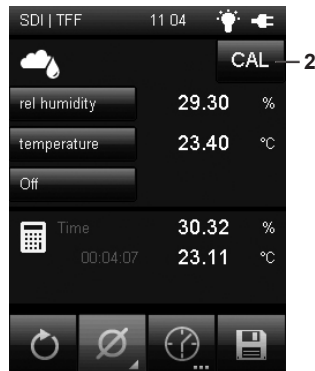 SDI | TFF 11 04
CAL 2
rel humidity 29.30 %
temperature 23.40 °C
Off
Time 30.32 %
00:04:07 23.11 °C